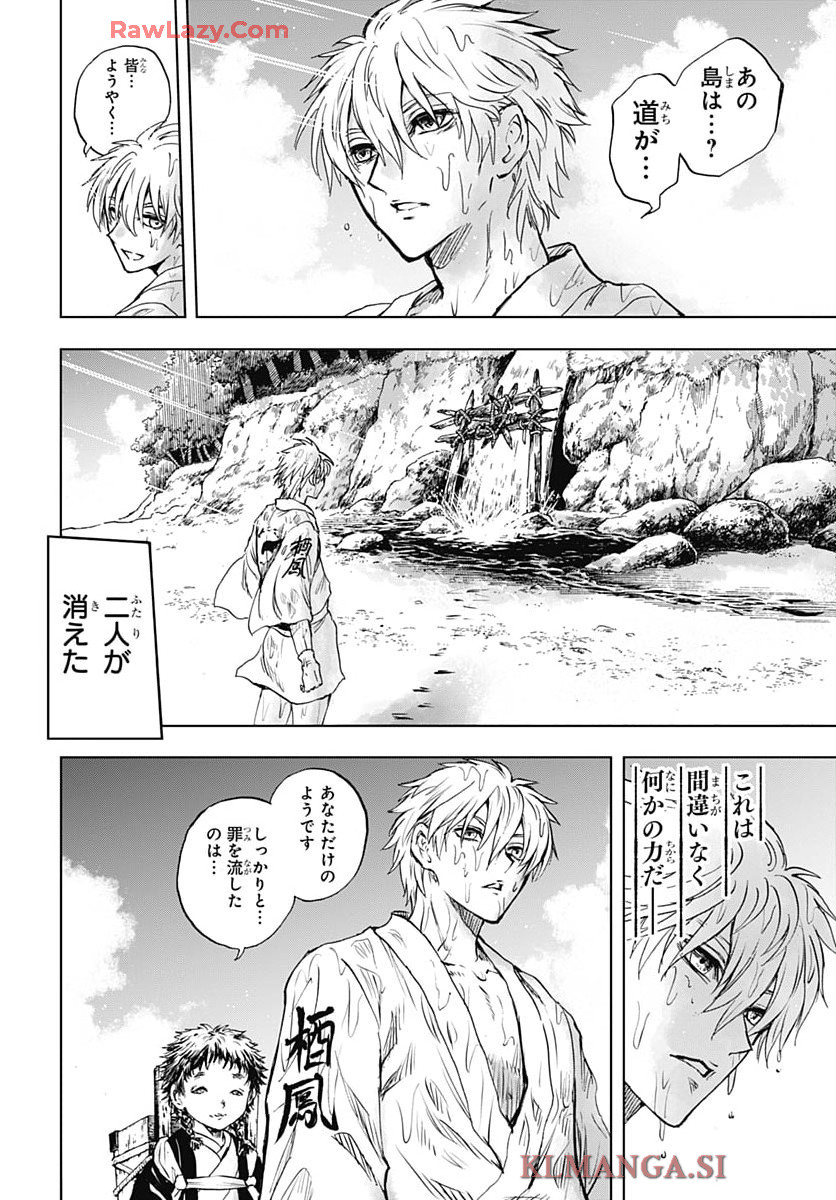 RawLazy.com
あの
島は…?
道が…
皆…
ようやく…
栖鳳
二人が
消えた
これは
間違いなく
何かの力だ
あなただけの
ようです
しっかりと…
罪を流した
のは…
栖鳳
KLMANGA.SI